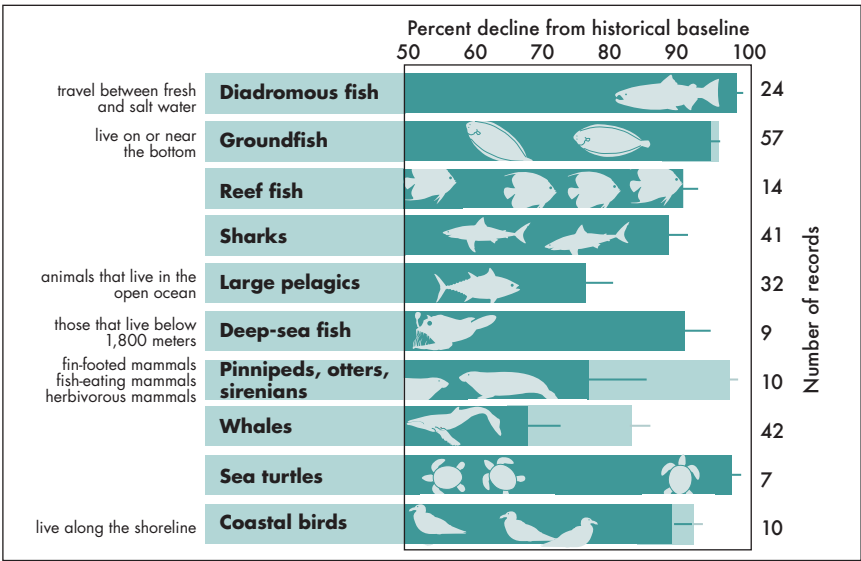 Percent decline from historical baseline
50 60 70 80 90 100
travel between fresh
and salt water
Diadromous fish
24
live on or near
the bottom
Groundfish
57
Reef fish
14
Sharks
41
animals that live in the
open ocean
Large pelagics
32
those that live below
1,800 meters
Deep-sea fish
9
fin-footed mammals
fish-eating mammals
herbivorous mammals
Pinnipeds, otters,
sirenians
10
Whales
42
Sea turtles
7
live along the shoreline
Coastal birds
10
Number of records